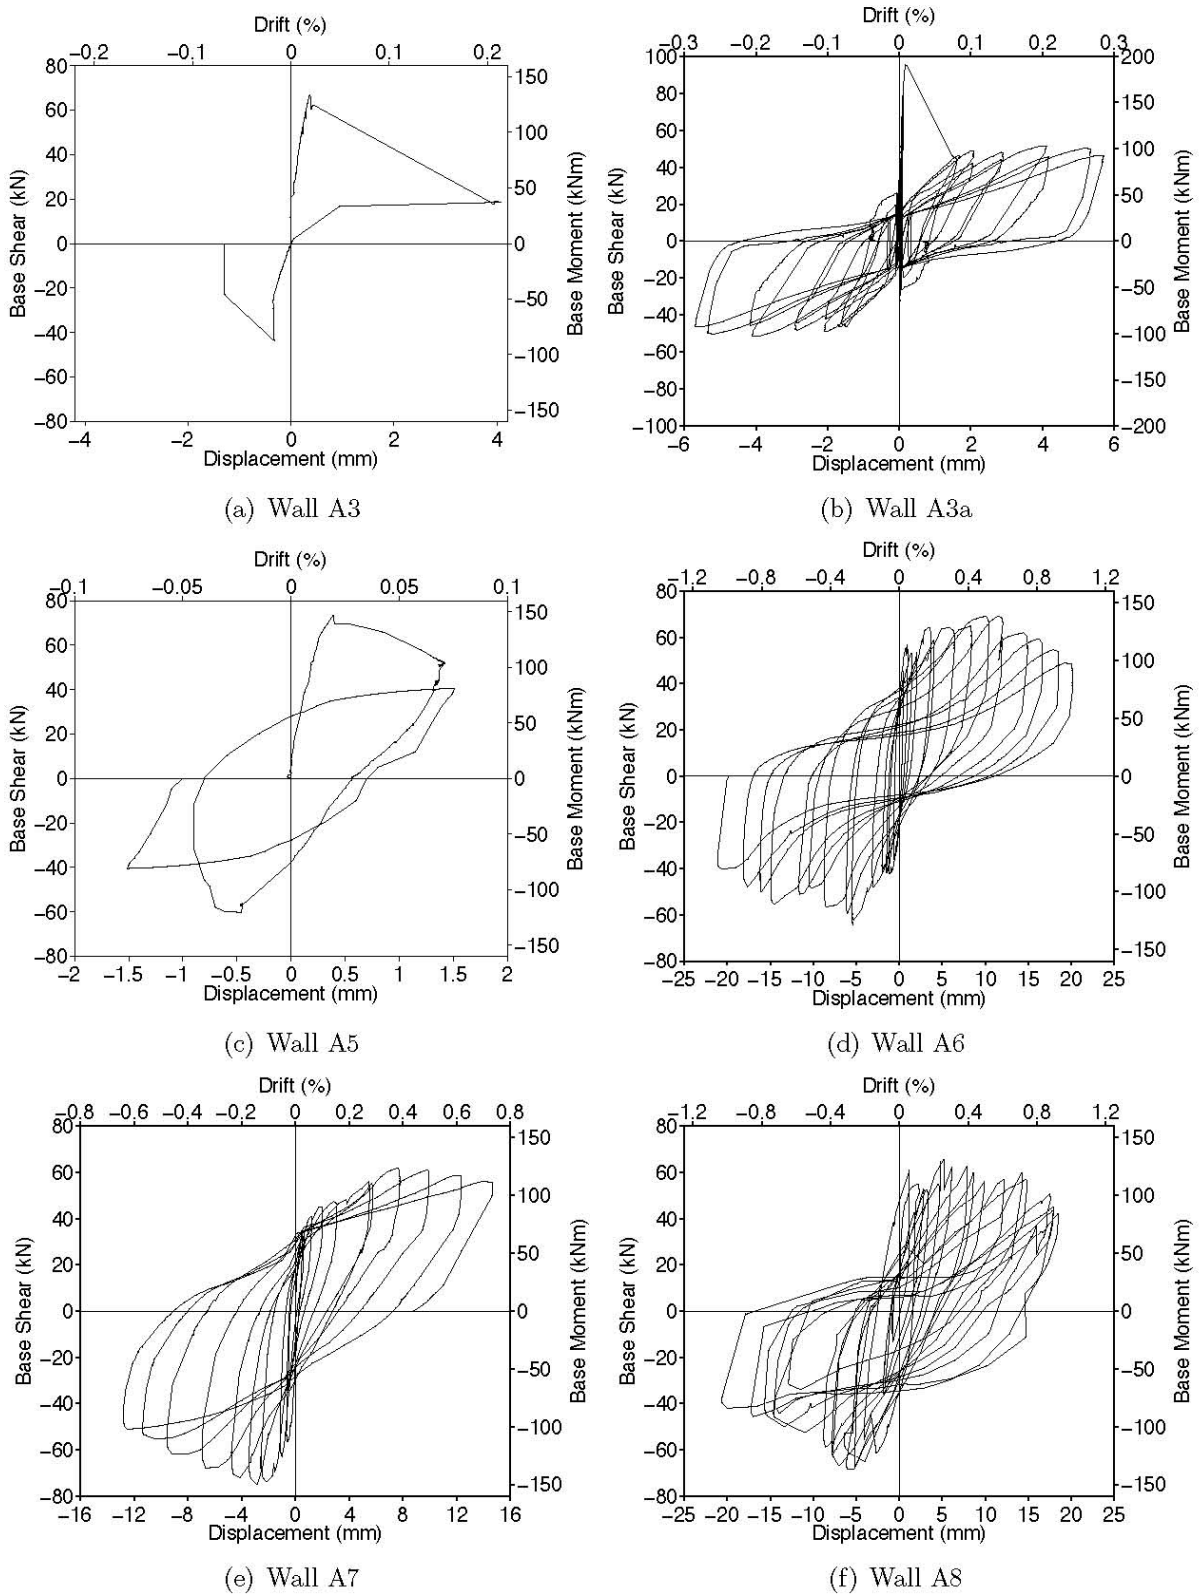 Drift (%)
−0.2 −0.1 0 0.1 0.2
80 60 40 20 0 −20 −40 −60 −80
Base Shear (kN)
150 100 50 0 −50 −100 −150
Base Moment (kNm)
−4 −2 0 2 4
Displacement (mm)
(a) Wall A3
Drift (%)
−0.3 −0.2 −0.1 0 0.1 0.2 0.3
100 80 60 40 20 0 −20 −40 −60 −80 −100
Base Shear (kN)
200 150 100 50 0 −50 −100 −150 −200
Base Moment (kNm)
−6 −4 −2 0 2 4 6
Displacement (mm)
(b) Wall A3a
Drift (%)
−0.1 −0.05 0 0.05 0.1
80 60 40 20 0 −20 −40 −60 −80
Base Shear (kN)
150 100 50 0 −50 −100 −150
Base Moment (kNm)
−2 −1.5 −1 −0.5 0 0.5 1 1.5 2
Displacement (mm)
(c) Wall A5
Drift (%)
−1.2 −0.8 −0.4 0 0.4 0.8 1.2
80 60 40 20 0 −20 −40 −60 −80
Base Shear (kN)
150 100 50 0 −50 −100 −150
Base Moment (kNm)
−25 −20 −15 −10 −5 0 5 10 15 20 25
Displacement (mm)
(d) Wall A6
Drift (%)
−0.8 −0.6 −0.4 −0.2 0 0.2 0.4 0.6 0.8
80 60 40 20 0 −20 −40 −60 −80
Base Shear (kN)
150 100 50 0 −50 −100 −150
Base Moment (kNm)
−16 −12 −8 −4 0 4 8 12 16
Displacement (mm)
(e) Wall A7
Drift (%)
−1.2 −0.8 −0.4 0 0.4 0.8 1.2
80 60 40 20 0 −20 −40 −60 −80
Base Shear (kN)
150 100 50 0 −50 −100 −150
Base Moment (kNm)
−25 −20 −15 −10 −5 0 5 10 15 20 25
Displacement (mm)
(f) Wall A8